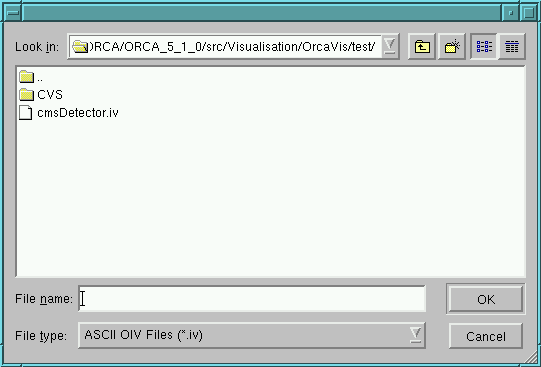 Look in: ORCA/ORCA_5_1_0/src/Visualisation/OrcaVis/test/
..
CVS
cmsDetector.iv
File name: OK
File type: ASCII OIV Files (*.iv) Cancel